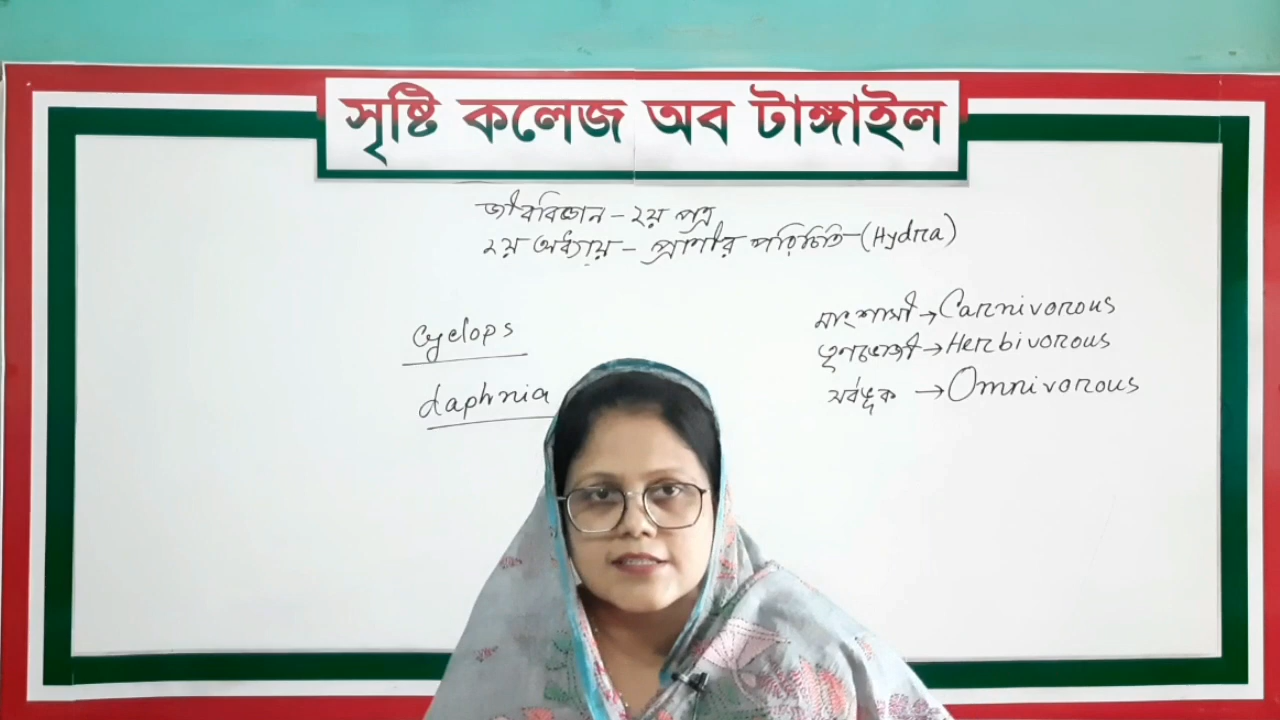 সৃষ্টি কলেজ অব টাঙ্গাইল
জীববিজ্ঞান - ২য় পত্র
২য় অধ্যায় - প্রাণীর পরিচিতি - (Hydra)
Cyclops
daphnia
মাংশাসী → Carnivorous
তৃণভোজী → Herbivorous
সর্বভূক → Omnivorous